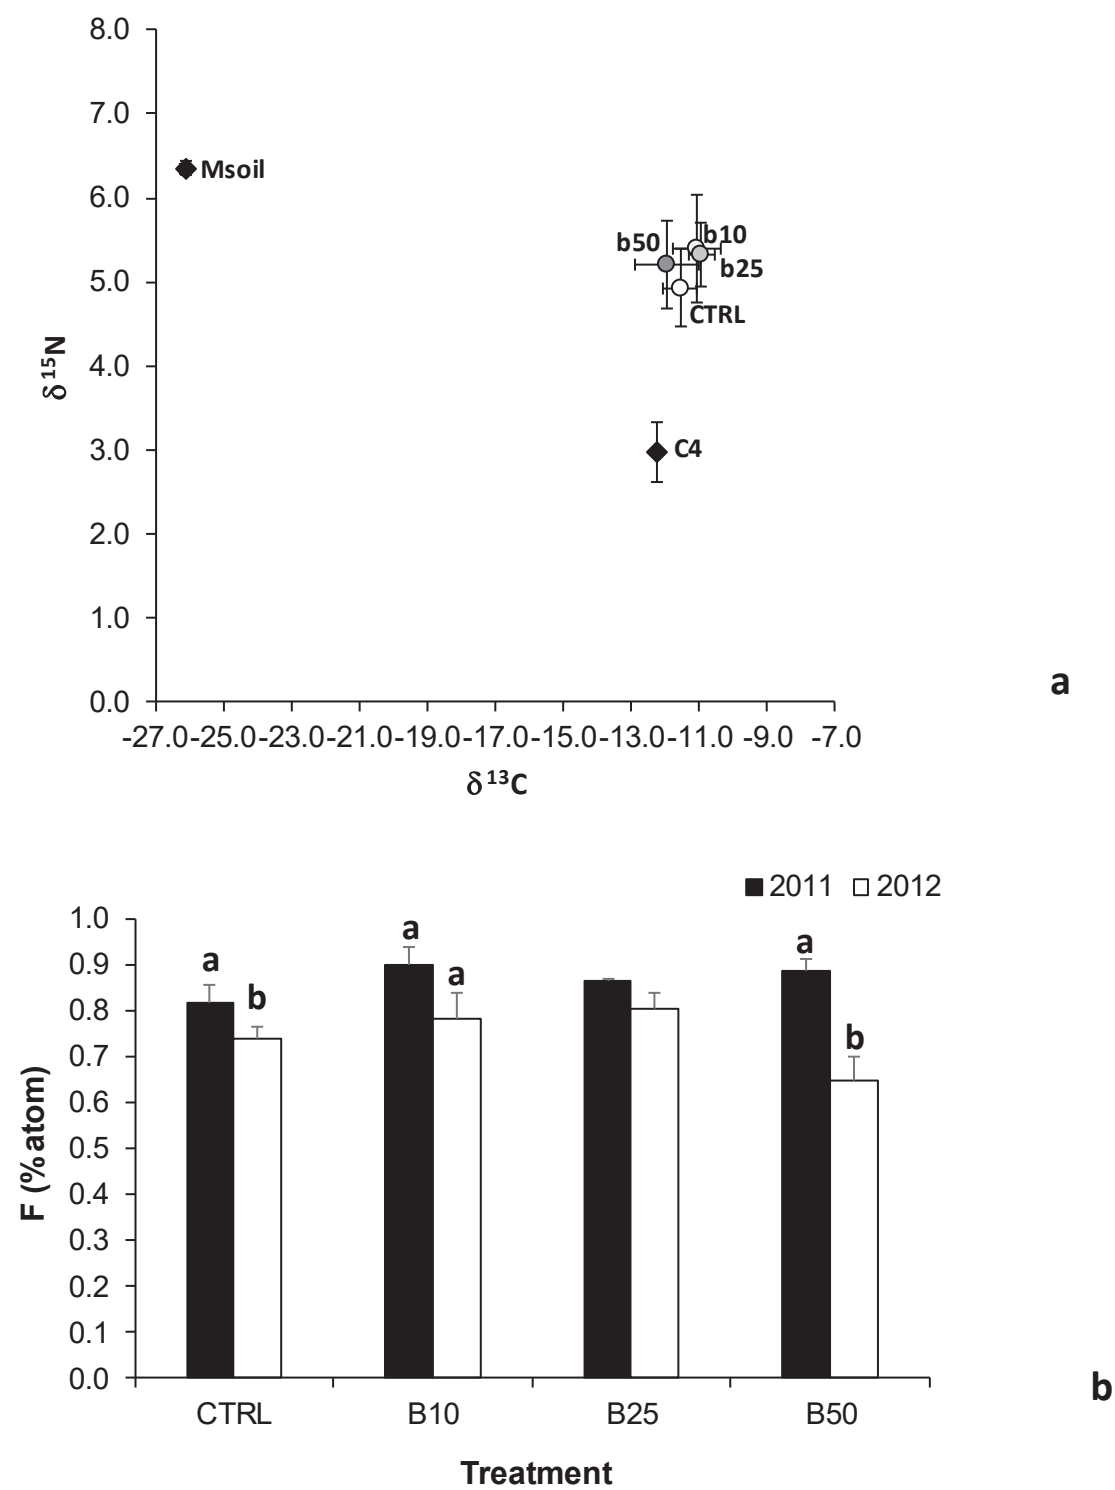 8.0
7.0
Msoil
6.0
b10
b50
b25
5.0
CTRL
δ15N
4.0
3.0
C4
2.0
1.0
a
0.0
-27.0 -25.0 -23.0 -21.0 -19.0 -17.0 -15.0 -13.0 -11.0 -9.0 -7.0
δ13C
2011 2012
1.0
a
a
0.9
a
a
b
0.8
b
0.7
0.6
F (% atom)
0.5
0.4
0.3
0.2
0.1
0.0
b
CTRL B10 B25 B50
Treatment